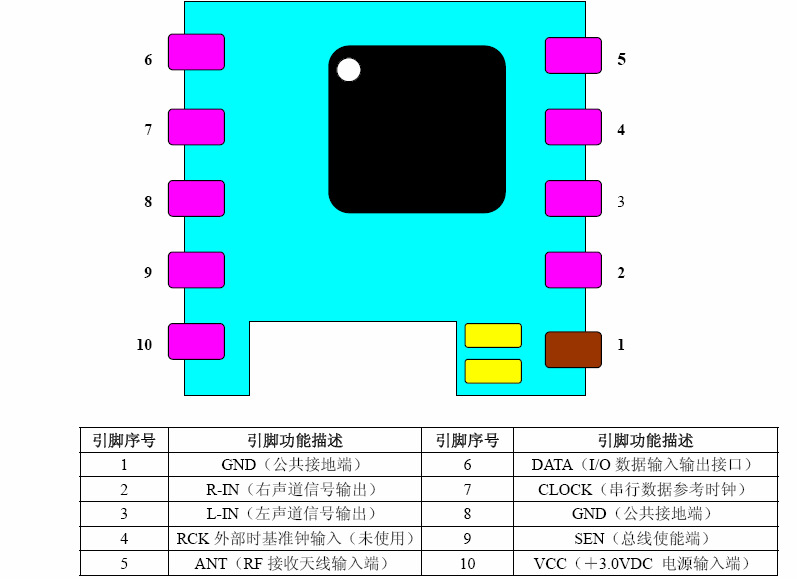 6
5
7
4
8
3
9
2
10
1
引脚序号 引脚功能描述 引脚序号 引脚功能描述
1 GND（公共接地端） 6 DATA（I/O 数据输入输出接口）
2 R-IN（右声道信号输出） 7 CLOCK（串行数据参考时钟）
3 L-IN（左声道信号输出） 8 GND（公共接地端）
4 RCK 外部时基准钟输入（未使用） 9 SEN（总线使能端）
5 ANT（RF 接收天线输入端） 10 VCC（＋3.0VDC 电源输入端）